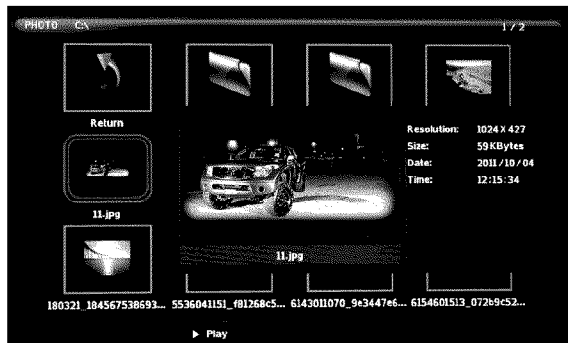 PHOTO C:\
1 / 2
Return
Resolution: 1024 X 427
Size: 59 KBytes
Date: 2011 / 10 / 04
Time: 12:15:34
11.jpg
11.jpg
180321_184567538693... 5536041151_f81268c5... 6143011070_9e3447e6... 6154601513_072b9c52...
Play